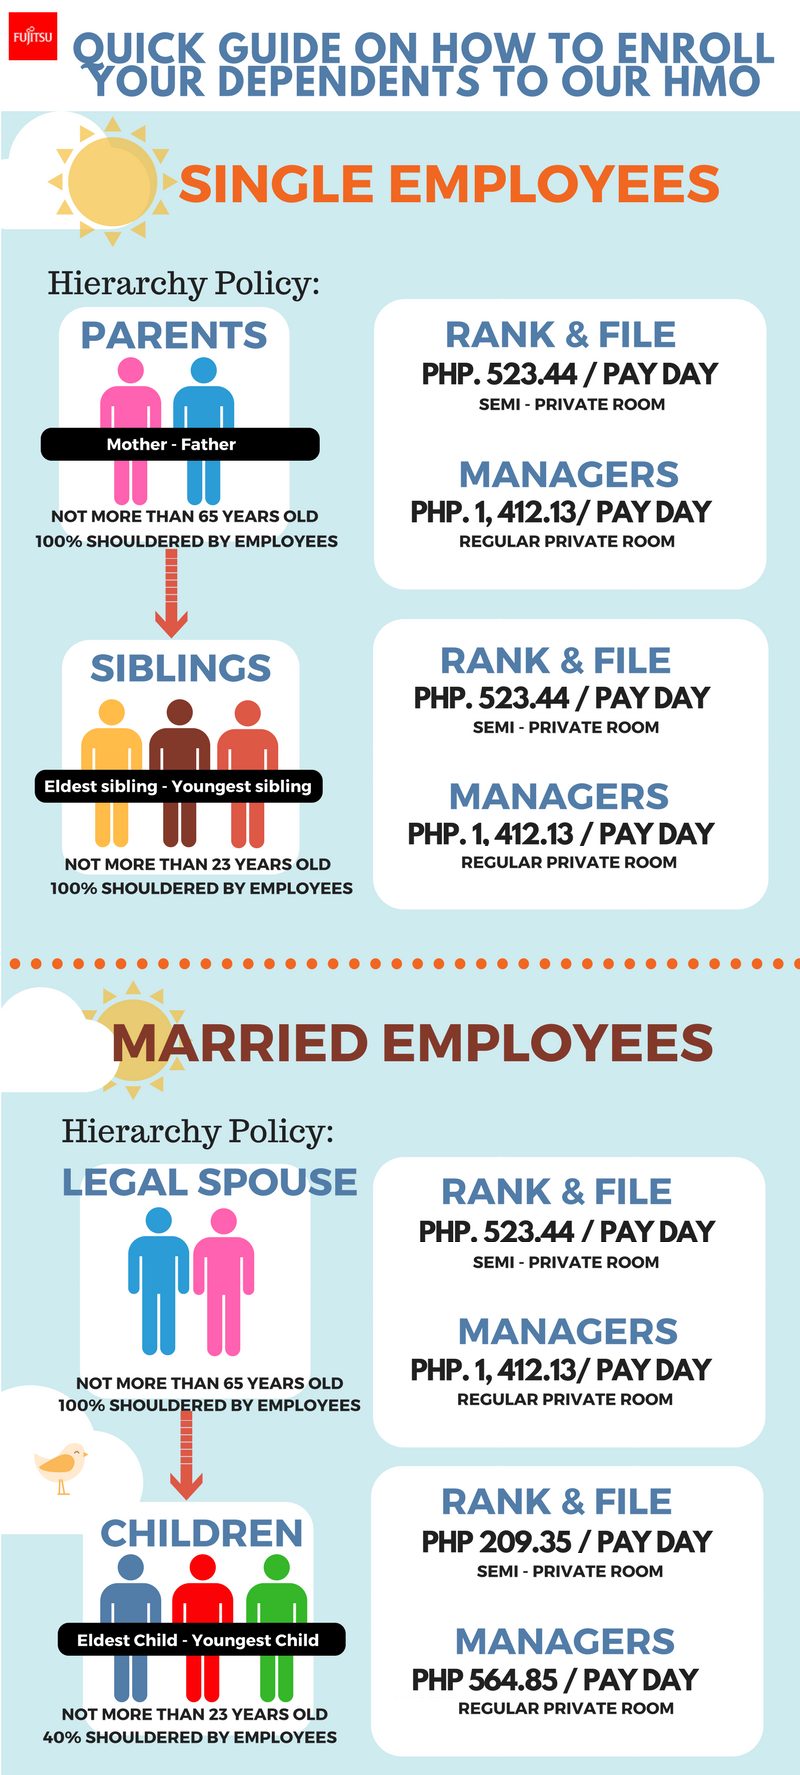 FUJITSU
QUICK GUIDE ON HOW TO ENROLL
YOUR DEPENDENTS TO OUR HMO
SINGLE EMPLOYEES
Hierarchy Policy:
PARENTS
Mother - Father
NOT MORE THAN 65 YEARS OLD
100% SHOULDERED BY EMPLOYEES
RANK & FILE
PHP. 523.44 / PAY DAY
SEMI - PRIVATE ROOM
MANAGERS
PHP. 1, 412.13/ PAY DAY
REGULAR PRIVATE ROOM
SIBLINGS
Eldest sibling - Youngest sibling
NOT MORE THAN 23 YEARS OLD
100% SHOULDERED BY EMPLOYEES
RANK & FILE
PHP. 523.44 / PAY DAY
SEMI - PRIVATE ROOM
MANAGERS
PHP. 1, 412.13 / PAY DAY
REGULAR PRIVATE ROOM
MARRIED EMPLOYEES
Hierarchy Policy:
LEGAL SPOUSE
NOT MORE THAN 65 YEARS OLD
100% SHOULDERED BY EMPLOYEES
RANK & FILE
PHP. 523.44 / PAY DAY
SEMI - PRIVATE ROOM
MANAGERS
PHP. 1, 412.13/ PAY DAY
REGULAR PRIVATE ROOM
CHILDREN
Eldest Child - Youngest Child
NOT MORE THAN 23 YEARS OLD
40% SHOULDERED BY EMPLOYEES
RANK & FILE
PHP 209.35 / PAY DAY
SEMI - PRIVATE ROOM
MANAGERS
PHP 564.85 / PAY DAY
REGULAR PRIVATE ROOM